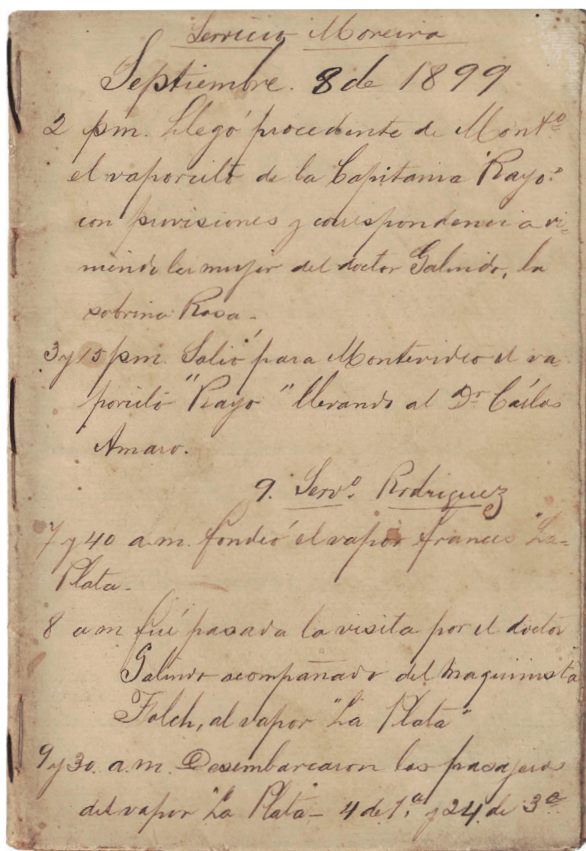 Servicio Moreira
Septiembre. 8 de 1899
2 pm. Llegó procedente de Montº
el vaporcito de la Capitania "Rayo"
con provisiones y correspondencia vi-
niendo la mujer del doctor Galindo, la
sobrina Rosa-
3 y 15 pm. Salió para Montevideo el va
porcito "Rayo" llevando al Dr Cárlos
Amaro.
9. Servº. Rodriguez
7 y 40 a m. fondeó el vapor frances "La-
Plata-
8 a m fué pasada la visita por el doctor
Galindo acompañado del maquinista
Folch, al vapor "La Plata"
9 y 30. a. m. Desembarcaron los pasajeros
del vapor "La Plata- 4 de 1ª. y 24. de 3ª